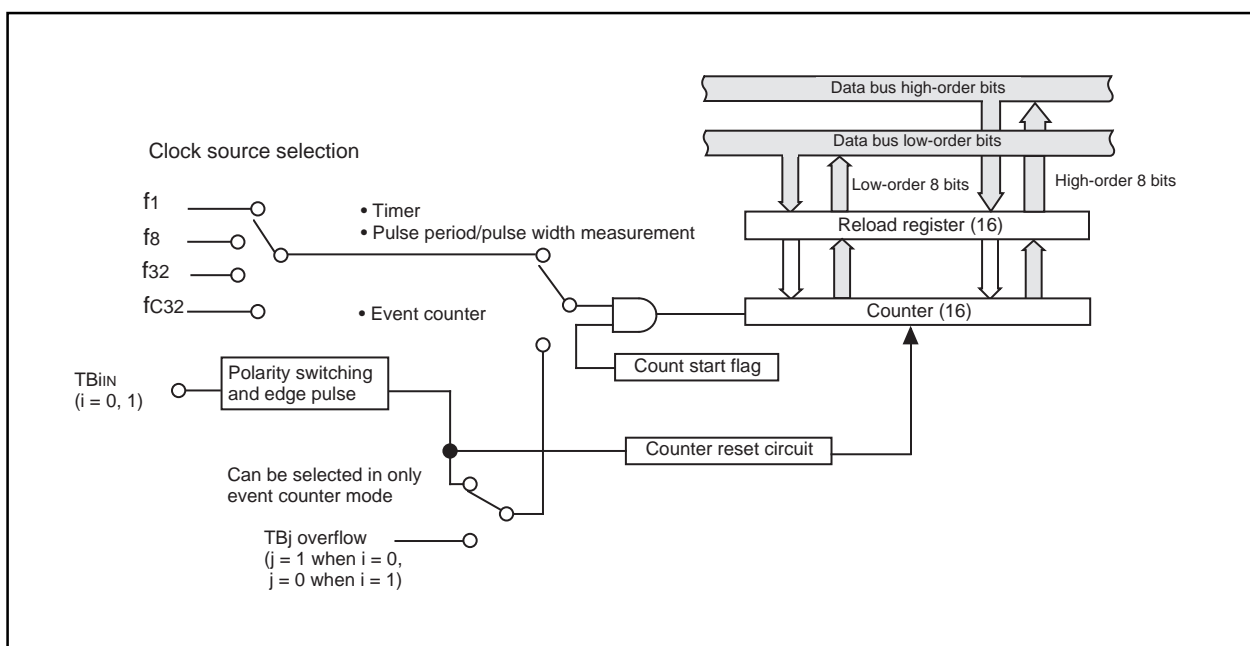 Data bus high-order bits
Data bus low-order bits
Clock source selection
Low-order 8 bits
High-order 8 bits
f1
• Timer
Reload register (16)
• Pulse period/pulse width measurement
f8
f32
fC32
• Event counter
Counter (16)
Count start flag
TBiIN
(i = 0, 1)
Polarity switching
and edge pulse
Counter reset circuit
Can be selected in only
event counter mode
TBj overflow
(j = 1 when i = 0,
j = 0 when i = 1)